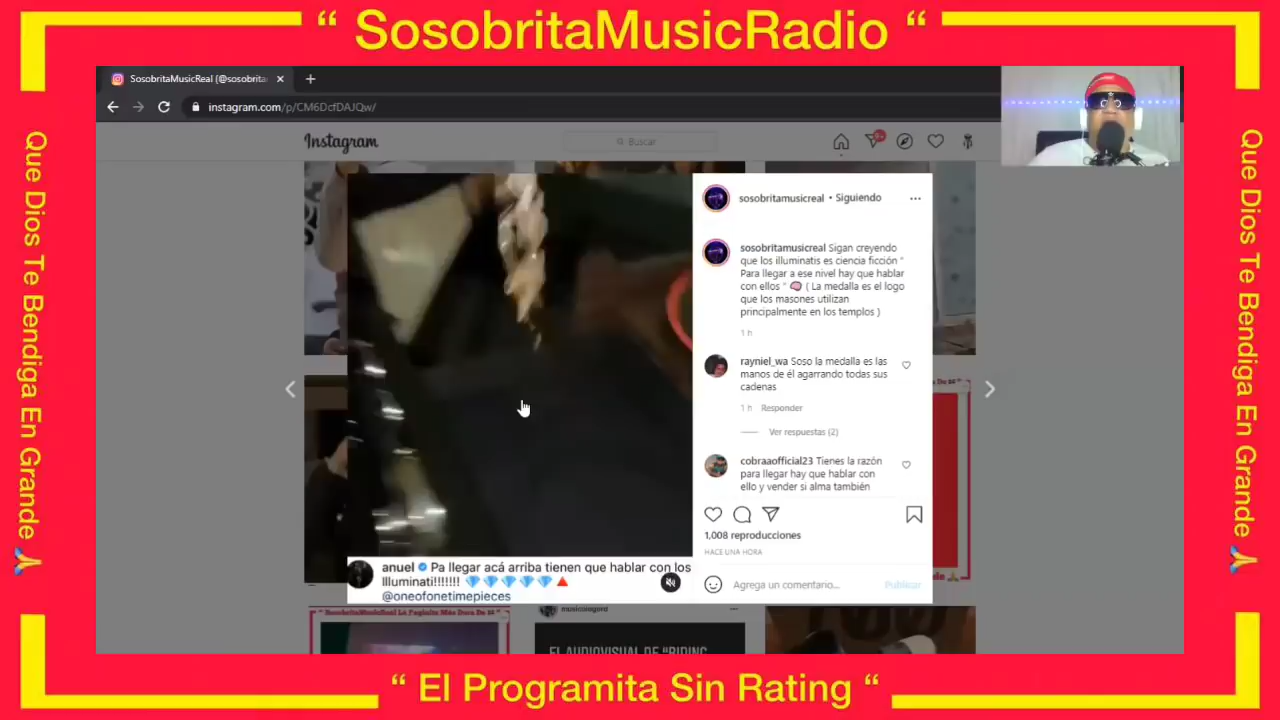 “ SosobritaMusicRadio “
SosobritaMusicReal (@sosobrita
instagram.com/p/CM6DcfDAJQw/
Instagram
Buscar
Que Dios Te Bendiga En Grande 🙏
Que Dios Te Bendiga En Grande 🙏
sosobritamusicreal • Siguiendo
sosobritamusicreal Sigan creyendo
que los illuminatis es ciencia ficción “
Para llegar a ese nivel hay que hablar
con ellos “ 🧠 ( La medalla es el logo
que los masones utilizan
principalmente en los templos )
1 h
rayniel_wa Soso la medalla es las
manos de él agarrando todas sus
cadenas
1 h Responder
Ver respuestas (2)
cobraaofficial23 Tienes la razón
para llegar hay que hablar con
ello y vender si alma también
1,008 reproducciones
HACE UNA HORA
Agrega un comentario...
Publicar
anuel Pa llegar acá arriba tienen que hablar con los
Illuminati!!!!!!! 💎💎💎💎💎🔺
@oneofonetimepieces
SosobritaMusicReal La Paginita Más Dura De
EL AUDIOVISUAL DE “BIDING
“ El Programita Sin Rating “